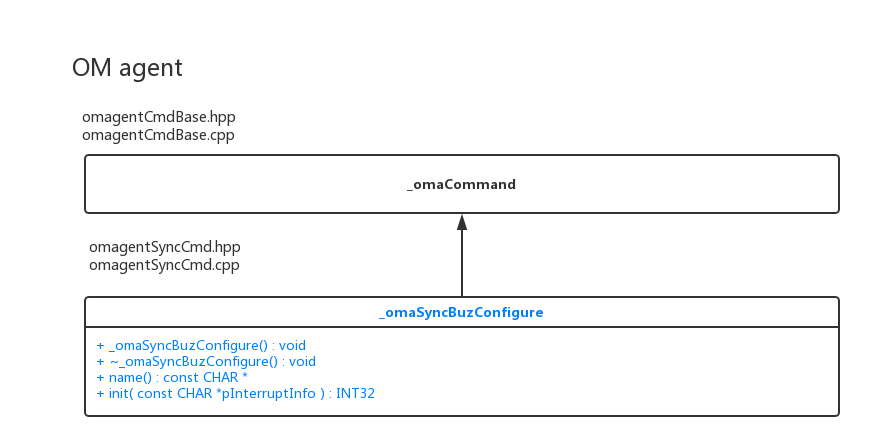 OM agent
omagentCmdBase.hpp
omagentCmdBase.cpp
_omaCommand
omagentSyncCmd.hpp
omagentSyncCmd.cpp
_omaSyncBuzConfigure
+ _omaSyncBuzConfigure() : void
+ ~_omaSyncBuzConfigure() : void
+ name() : const CHAR *
+ init( const CHAR *pInterruptInfo ) : INT32